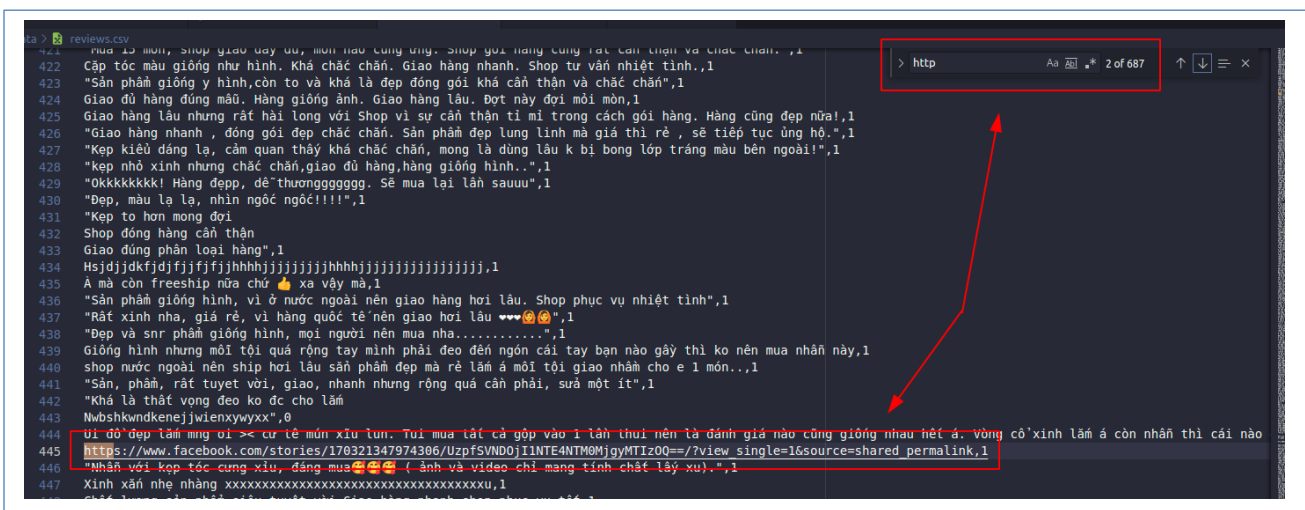 ata > reviews.csv
421 "Mua 15 món, shop giao đầy đủ, món nào cũng ưng. Shop gói hàng cũng rất cẩn thận và chắc chắn. ",1
> http Aa Ab .* 2 of 687
422 Cặp tóc màu giống như hình. Khá chắc chắn. Giao hàng nhanh. Shop tư vấn nhiệt tình.,1
423 "Sản phẩm giống y hình,còn to và khá là đẹp đóng gói khá cẩn thận và chắc chắn",1
424 Giao đủ hàng đúng mẫu. Hàng giống ảnh. Giao hàng lâu. Đợt này đợi mỏi mòn,1
425 Giao hàng lâu nhưng rất hài long với Shop vì sự cẩn thận tỉ mỉ trong cách gói hàng. Hàng cũng đẹp nữa!,1
426 "Giao hàng nhanh , đóng gói đẹp chắc chắn. Sản phẩm đẹp lung linh mà giá thì rẻ , sẽ tiếp tục ủng hộ.",1
427 "Kẹp kiểu dáng lạ, cảm quan thấy khá chắc chắn, mong là dùng lâu k bị bong lớp tráng màu bên ngoài!",1
428 "kẹp nhỏ xinh nhưng chắc chắn,giao đủ hàng,hàng giống hình..",1
429 "Okkkkkkkk! Hàng đẹpp, dễ thươnggggggg. Sẽ mua lại lần sauuu",1
430 "Đẹp, màu lạ lạ, nhìn ngôc ngốc!!!!",1
431 "Kẹp to hơn mong đợi
432 Shop đóng hàng cẩn thận
433 Giao đúng phân loại hàng",1
434 Hsjdjjdkfjdjfjjfjfjjhhhhjjjjjjjjjhhhhjjjjjjjjjjjjjjjjj,1
435 À mà còn freeship nữa chứ 👍 xa vậy mà,1
436 "Sản phẩm giống hình, vì ở nước ngoài nên giao hàng hơi lâu. Shop phục vụ nhiệt tình",1
437 "Rất xinh nha, giá rẻ, vì hàng quốc tế nên giao hơi lâu ❤❤❤🙆🙆",1
438 "Đẹp và snr phẩm giống hình, mọi người nên mua nha............",1
439 Giống hình nhưng mỗi tội quá rộng tay mình phải đeo đến ngón cái tay bạn nào gầy thì ko nên mua nhẫn này,1
440 shop nước ngoài nên ship hơi lâu sẩn phẩm đẹp mà rẻ lắm á mỗi tội giao nhầm cho e 1 món..,1
441 "Sản, phẩm, rất tuyet vời, giao, nhanh nhưng rộng quá cần phải, sưả một ít",1
442 "Khá là thất vọng đeo ko đc cho lắm
443 Nwbshkwndkenejjwienxywyxx",0
444 Ui đồ đẹp lắm mng ơi >< cư tê mún xĩu lun. Tui mua tất cả gộp vào 1 lần thui nên là đánh giá nào cũng giống nhau hết á. Vòng cổ xinh lắm á còn nhẫn thì cái nào
445 https://www.facebook.com/stories/170321347974306/UzpfSVNDOjI1NTE4NTM0MjgyMTIzOQ==/?view_single=1&source=shared_permalink,1
446 "Nhẫn với kẹp tóc cưng xỉu, đáng mua🥰🥰🥰 ( ảnh và video chỉ mang tính chất lấy xu).",1
447 Xinh xắn nhẹ nhàng xxxxxxxxxxxxxxxxxxxxxxxxxxxxxxxxxxu,1